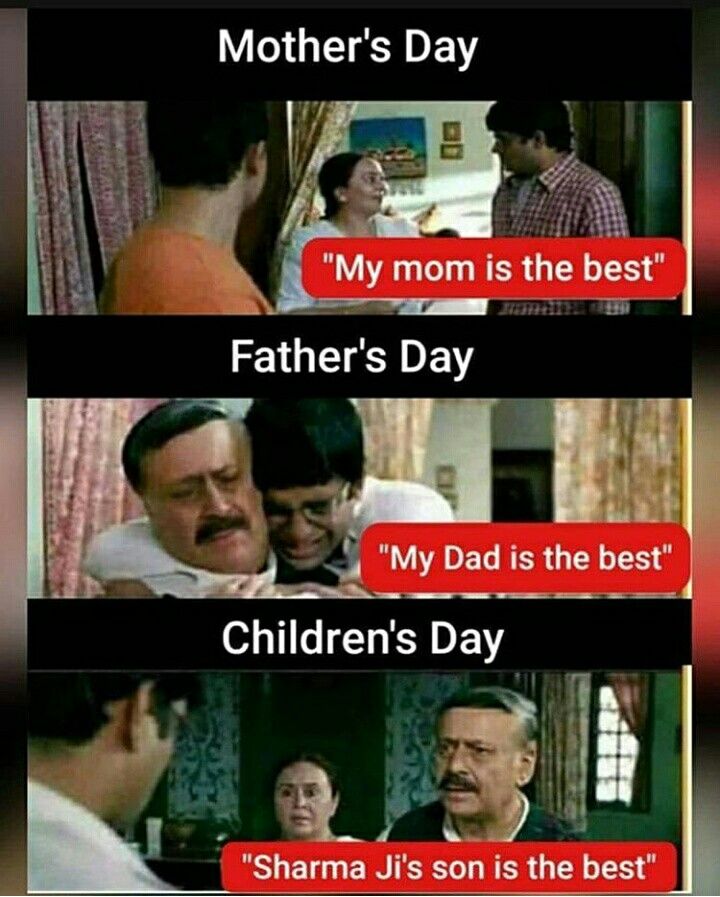 Mother's Day
"My mom is the best"
Father's Day
"My Dad is the best"
Children's Day
"Sharma Ji's son is the best"